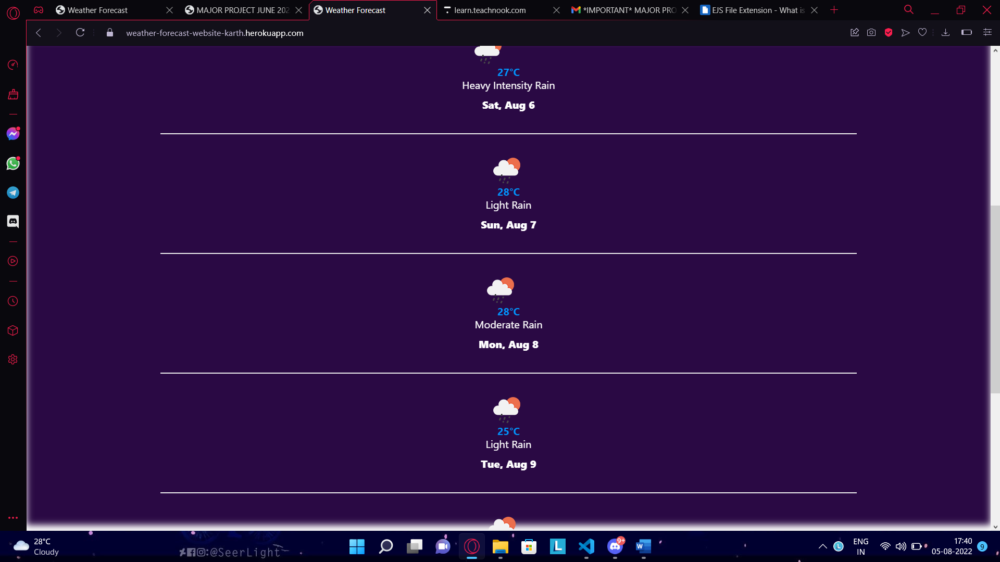 Weather Forecast
MAJOR PROJECT JUNE 202
Weather Forecast
learn.teachnook.com
*IMPORTANT* MAJOR PRO
EJS File Extension - What is
weather-forecast-website-karth.herokuapp.com
27°C
Heavy Intensity Rain
Sat, Aug 6
28°C
Light Rain
Sun, Aug 7
28°C
Moderate Rain
Mon, Aug 8
25°C
Light Rain
Tue, Aug 9
28°C
Cloudy
:@SeerLight
L
9+
W
L
ENG
IN
17:40
05-08-2022
9